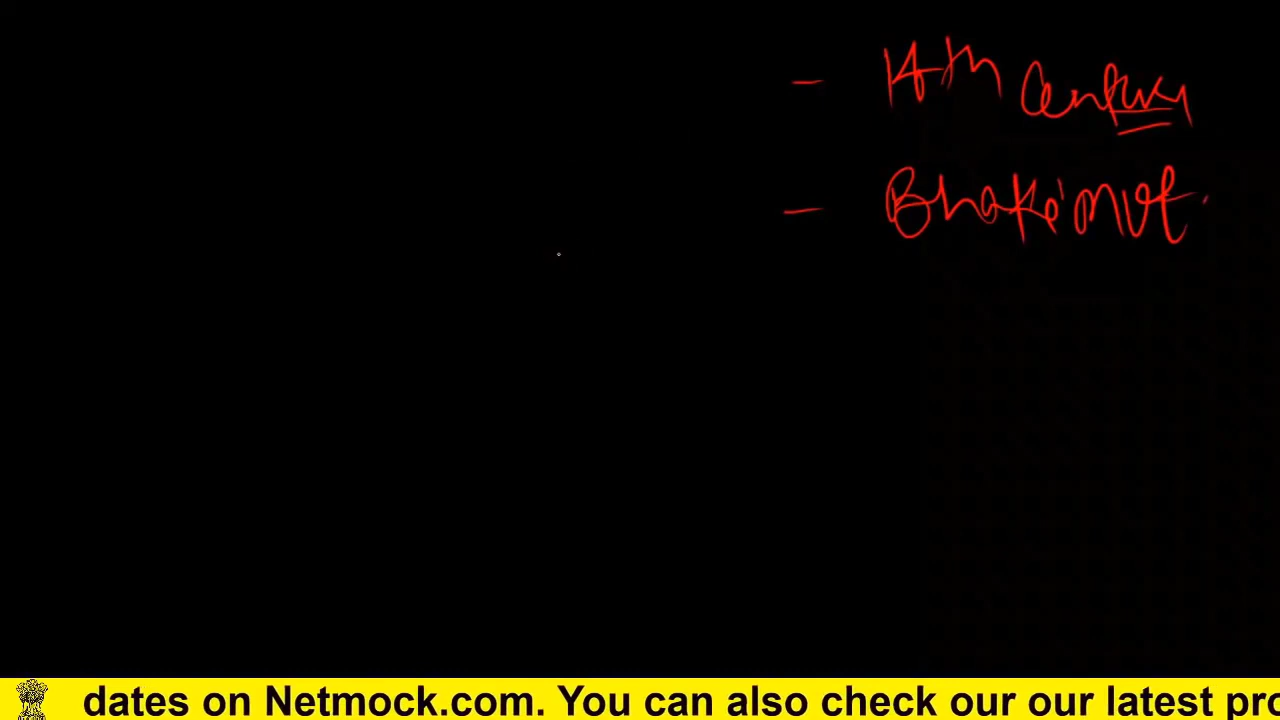 - 14th Century
- Bhakti mvt.
dates on Netmock.com. You can also check our our latest pro